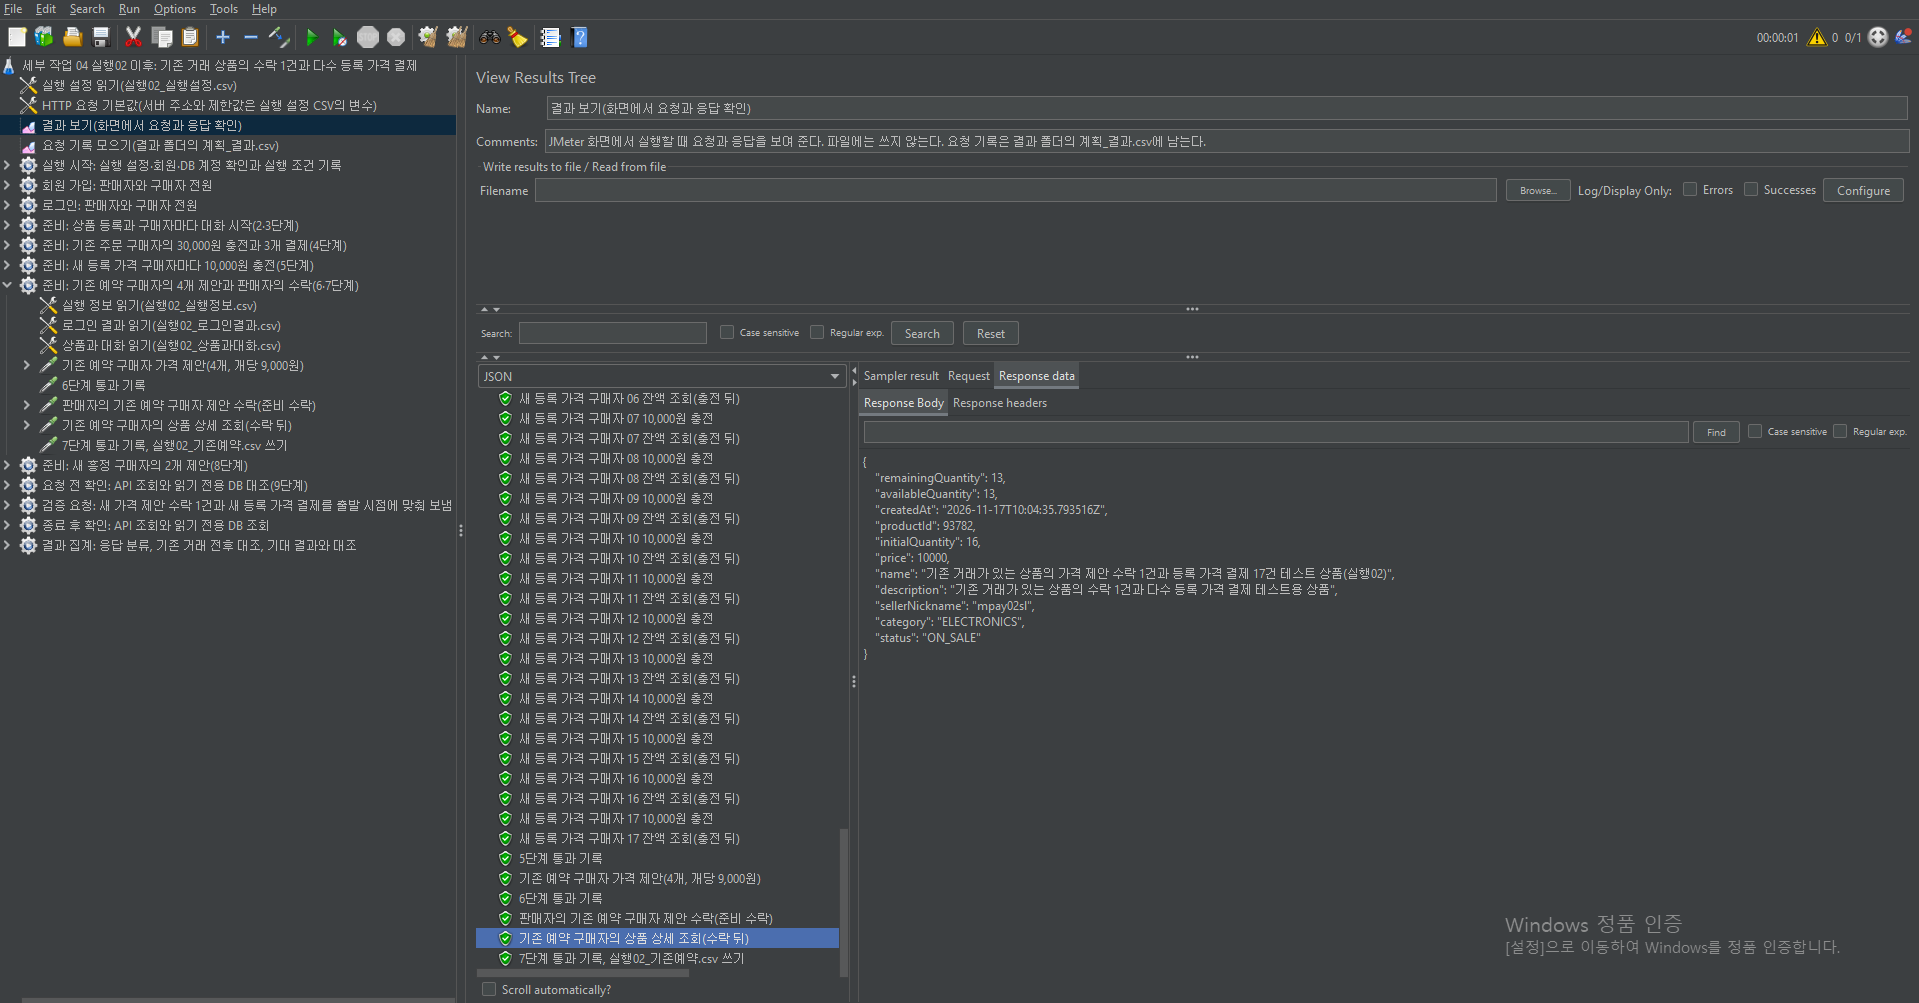 File Edit Search Run Options Tools Help
00:00:01 0 0/1
세부 작업 04 실행02 이후: 기존 거래 상품의 수락 1건과 다수 등록 가격 결제
실행 설정 읽기(실행02_실행설정.csv)
HTTP 요청 기본값(서버 주소와 제한값은 실행 설정 CSV의 변수)
결과 보기(화면에서 요청과 응답 확인)
요청 기록 모으기(결과 폴더의 계획_결과.csv)
실행 시작: 실행 설정·회원·DB 계정 확인과 실행 조건 기록
회원 가입: 판매자와 구매자 전원
로그인: 판매자와 구매자 전원
준비: 상품 등록과 구매자마다 대화 시작(2·3단계)
준비: 기존 주문 구매자의 30,000원 충전과 3개 결제(4단계)
준비: 새 등록 가격 구매자마다 10,000원 충전(5단계)
준비: 기존 예약 구매자의 4개 제안과 판매자의 수락(6·7단계)
실행 정보 읽기(실행02_실행정보.csv)
로그인 결과 읽기(실행02_로그인결과.csv)
상품과 대화 읽기(실행02_상품과대화.csv)
기존 예약 구매자 가격 제안(4개, 개당 9,000원)
6단계 통과 기록
판매자의 기존 예약 구매자 제안 수락(준비 수락)
기존 예약 구매자의 상품 상세 조회(수락 뒤)
7단계 통과 기록, 실행02_기존예약.csv 쓰기
준비: 새 흥정 구매자의 2개 제안(8단계)
요청 전 확인: API 조회와 읽기 전용 DB 대조(9단계)
검증 요청: 새 가격 제안 수락 1건과 새 등록 가격 결제를 출발 시점에 맞춰 보냄
종료 후 확인: API 조회와 읽기 전용 DB 조회
결과 집계: 응답 분류, 기존 거래 전후 대조, 기대 결과와 대조
View Results Tree
Name: 결과 보기(화면에서 요청과 응답 확인)
Comments: JMeter 화면에서 실행할 때 요청과 응답을 보여 준다. 파일에는 쓰지 않는다. 요청 기록은 결과 폴더의 계획_결과.csv에 남는다.
Write results to file / Read from file
Filename Browse... Log/Display Only: Errors Successes Configure
Search: Case sensitive Regular exp. Search Reset
JSON
새 등록 가격 구매자 06 잔액 조회(충전 뒤)
새 등록 가격 구매자 07 10,000원 충전
새 등록 가격 구매자 07 잔액 조회(충전 뒤)
새 등록 가격 구매자 08 10,000원 충전
새 등록 가격 구매자 08 잔액 조회(충전 뒤)
새 등록 가격 구매자 09 10,000원 충전
새 등록 가격 구매자 09 잔액 조회(충전 뒤)
새 등록 가격 구매자 10 10,000원 충전
새 등록 가격 구매자 10 잔액 조회(충전 뒤)
새 등록 가격 구매자 11 10,000원 충전
새 등록 가격 구매자 11 잔액 조회(충전 뒤)
새 등록 가격 구매자 12 10,000원 충전
새 등록 가격 구매자 12 잔액 조회(충전 뒤)
새 등록 가격 구매자 13 10,000원 충전
새 등록 가격 구매자 13 잔액 조회(충전 뒤)
새 등록 가격 구매자 14 10,000원 충전
새 등록 가격 구매자 14 잔액 조회(충전 뒤)
새 등록 가격 구매자 15 10,000원 충전
새 등록 가격 구매자 15 잔액 조회(충전 뒤)
새 등록 가격 구매자 16 10,000원 충전
새 등록 가격 구매자 16 잔액 조회(충전 뒤)
새 등록 가격 구매자 17 10,000원 충전
새 등록 가격 구매자 17 잔액 조회(충전 뒤)
5단계 통과 기록
기존 예약 구매자 가격 제안(4개, 개당 9,000원)
6단계 통과 기록
판매자의 기존 예약 구매자 제안 수락(준비 수락)
기존 예약 구매자의 상품 상세 조회(수락 뒤)
7단계 통과 기록, 실행02_기존예약.csv 쓰기
Scroll automatically?
Sampler result Request Response data
Response Body Response headers
Find Case sensitive Regular exp.
{
"remainingQuantity": 13,
"availableQuantity": 13,
"createdAt": "2026-11-17T10:04:35.793516Z",
"productId": 93782,
"initialQuantity": 16,
"price": 10000,
"name": "기존 거래가 있는 상품의 가격 제안 수락 1건과 등록 가격 결제 17건 테스트 상품(실행02)",
"description": "기존 거래가 있는 상품의 수락 1건과 다수 등록 가격 결제 테스트용 상품",
"sellerNickname": "mpay02sl",
"category": "ELECTRONICS",
"status": "ON_SALE"
}
Windows 정품 인증
[설정]으로 이동하여 Windows를 정품 인증합니다.